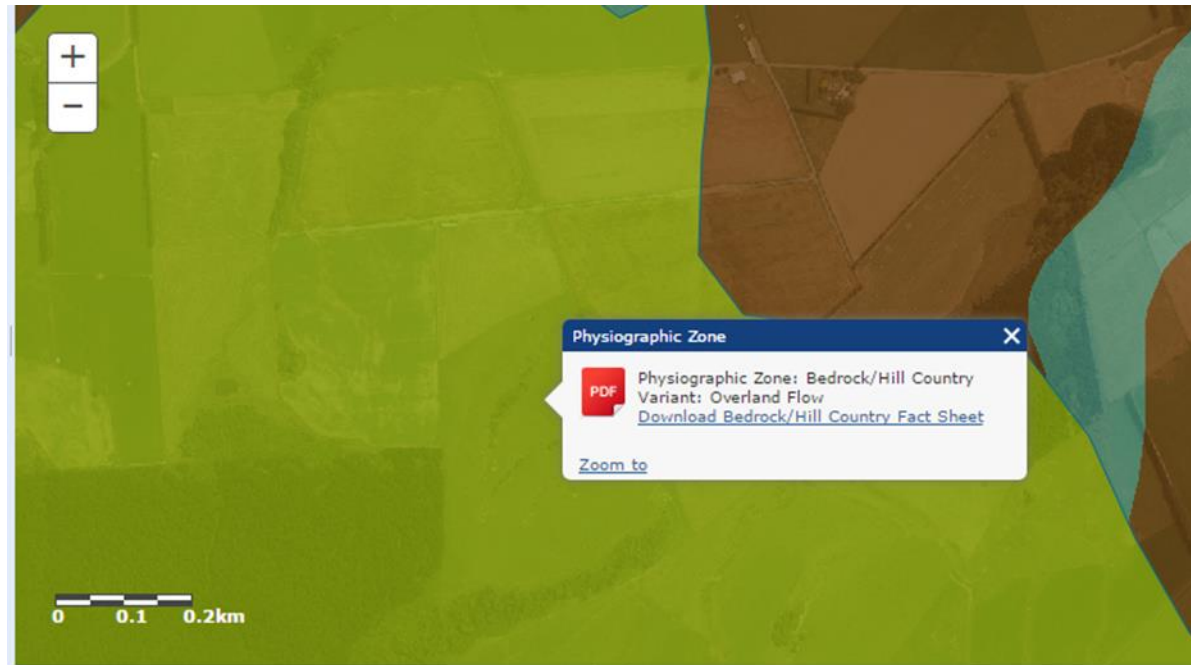 +
−
Physiographic Zone
PDF
Physiographic Zone: Bedrock/Hill Country
Variant: Overland Flow
Download Bedrock/Hill Country Fact Sheet
Zoom to
0 0.1 0.2km